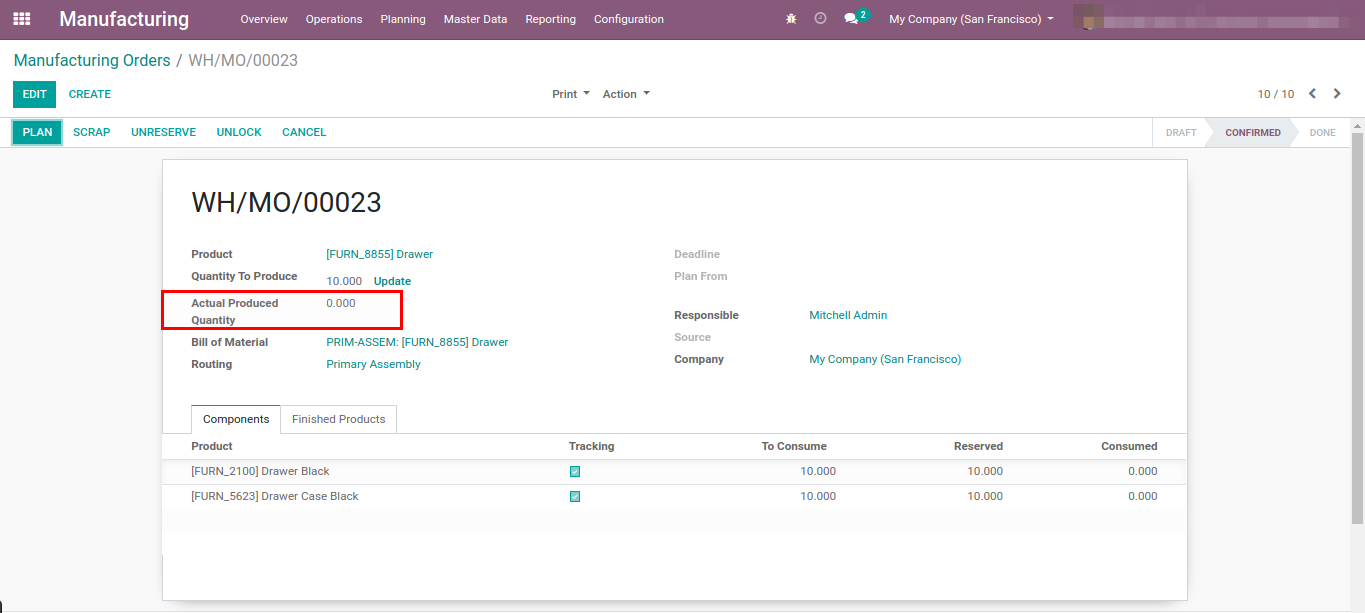 Manufacturing Overview Operations Planning Master Data Reporting Configuration 2 My Company (San Francisco)
Manufacturing Orders / WH/MO/00023
EDIT CREATE Print Action 10 / 10
PLAN SCRAP UNRESERVE UNLOCK CANCEL DRAFT CONFIRMED DONE
WH/MO/00023
Product [FURN_8855] Drawer Deadline
Quantity To Produce 10.000 Update Plan From
Actual Produced 0.000
Quantity
Responsible Mitchell Admin
Source
Bill of Material PRIM-ASSEM: [FURN_8855] Drawer
Company My Company (San Francisco)
Routing Primary Assembly
Components Finished Products
Product Tracking To Consume Reserved Consumed
[FURN_2100] Drawer Black 10.000 10.000 0.000
[FURN_5623] Drawer Case Black 10.000 10.000 0.000